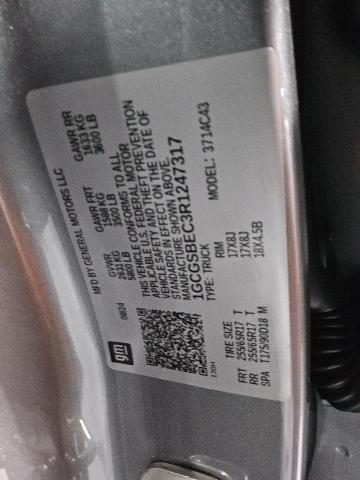 MFD BY GENERAL MOTORS LLC
08/24
GVWR
2631 KG
5800 LB
GAWR FRT
1588 KG
3500 LB
GAWR RR
1633 KG
3600 LB
THIS VEHICLE CONFORMS TO ALL
APPLICABLE U.S. FEDERAL MOTOR
VEHICLE SAFETY AND THEFT PREVENTION
STANDARDS IN EFFECT ON THE DATE OF
MANUFACTURE SHOWN ABOVE.
1GCGSBEC3R1247317
TYPE: TRUCK
MODEL: 3714C43
gm
TIRE SIZE RIM
FRT 255/65R17 T 17X8J
RR 255/65R17 T 17X8J
SPA T175/90D18 M 18X4.5B